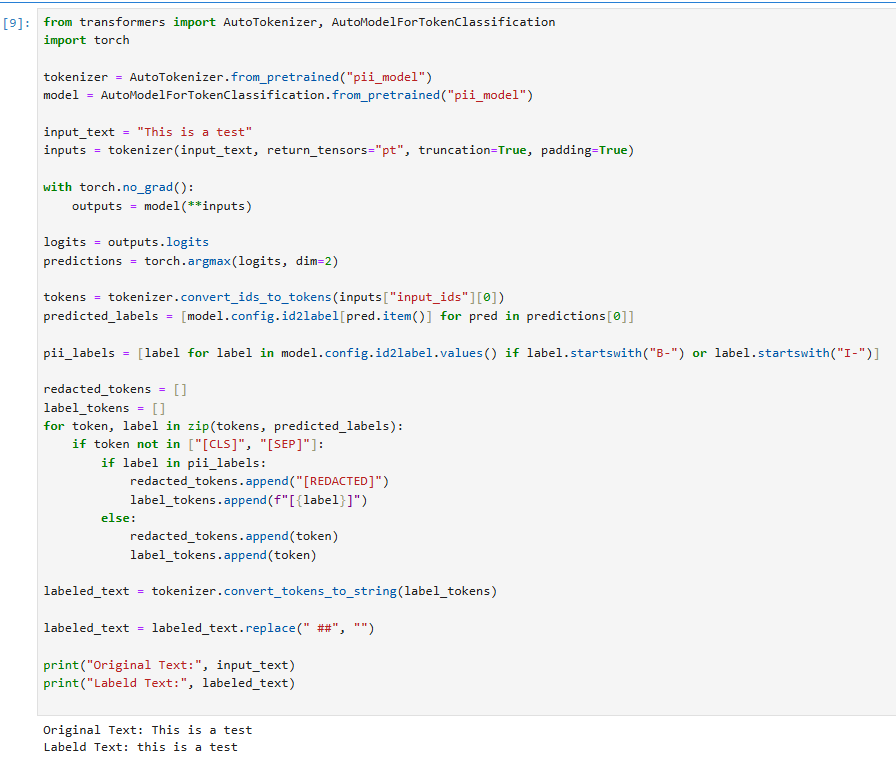 [9]: from transformers import AutoTokenizer, AutoModelForTokenClassification
import torch

tokenizer = AutoTokenizer.from_pretrained("pii_model")
model = AutoModelForTokenClassification.from_pretrained("pii_model")

input_text = "This is a test"
inputs = tokenizer(input_text, return_tensors="pt", truncation=True, padding=True)

with torch.no_grad():
    outputs = model(**inputs)

logits = outputs.logits
predictions = torch.argmax(logits, dim=2)

tokens = tokenizer.convert_ids_to_tokens(inputs["input_ids"][0])
predicted_labels = [model.config.id2label[pred.item()] for pred in predictions[0]]

pii_labels = [label for label in model.config.id2label.values() if label.startswith("B-") or label.startswith("I-")]

redacted_tokens = []
label_tokens = []
for token, label in zip(tokens, predicted_labels):
    if token not in ["[CLS]", "[SEP]"]:
        if label in pii_labels:
            redacted_tokens.append("[REDACTED]")
            label_tokens.append(f"[{label}]")
        else:
            redacted_tokens.append(token)
            label_tokens.append(token)

labeled_text = tokenizer.convert_tokens_to_string(label_tokens)

labeled_text = labeled_text.replace(" ##", "")

print("Original Text:", input_text)
print("Labeld Text:", labeled_text)

Original Text: This is a test
Labeld Text: this is a test